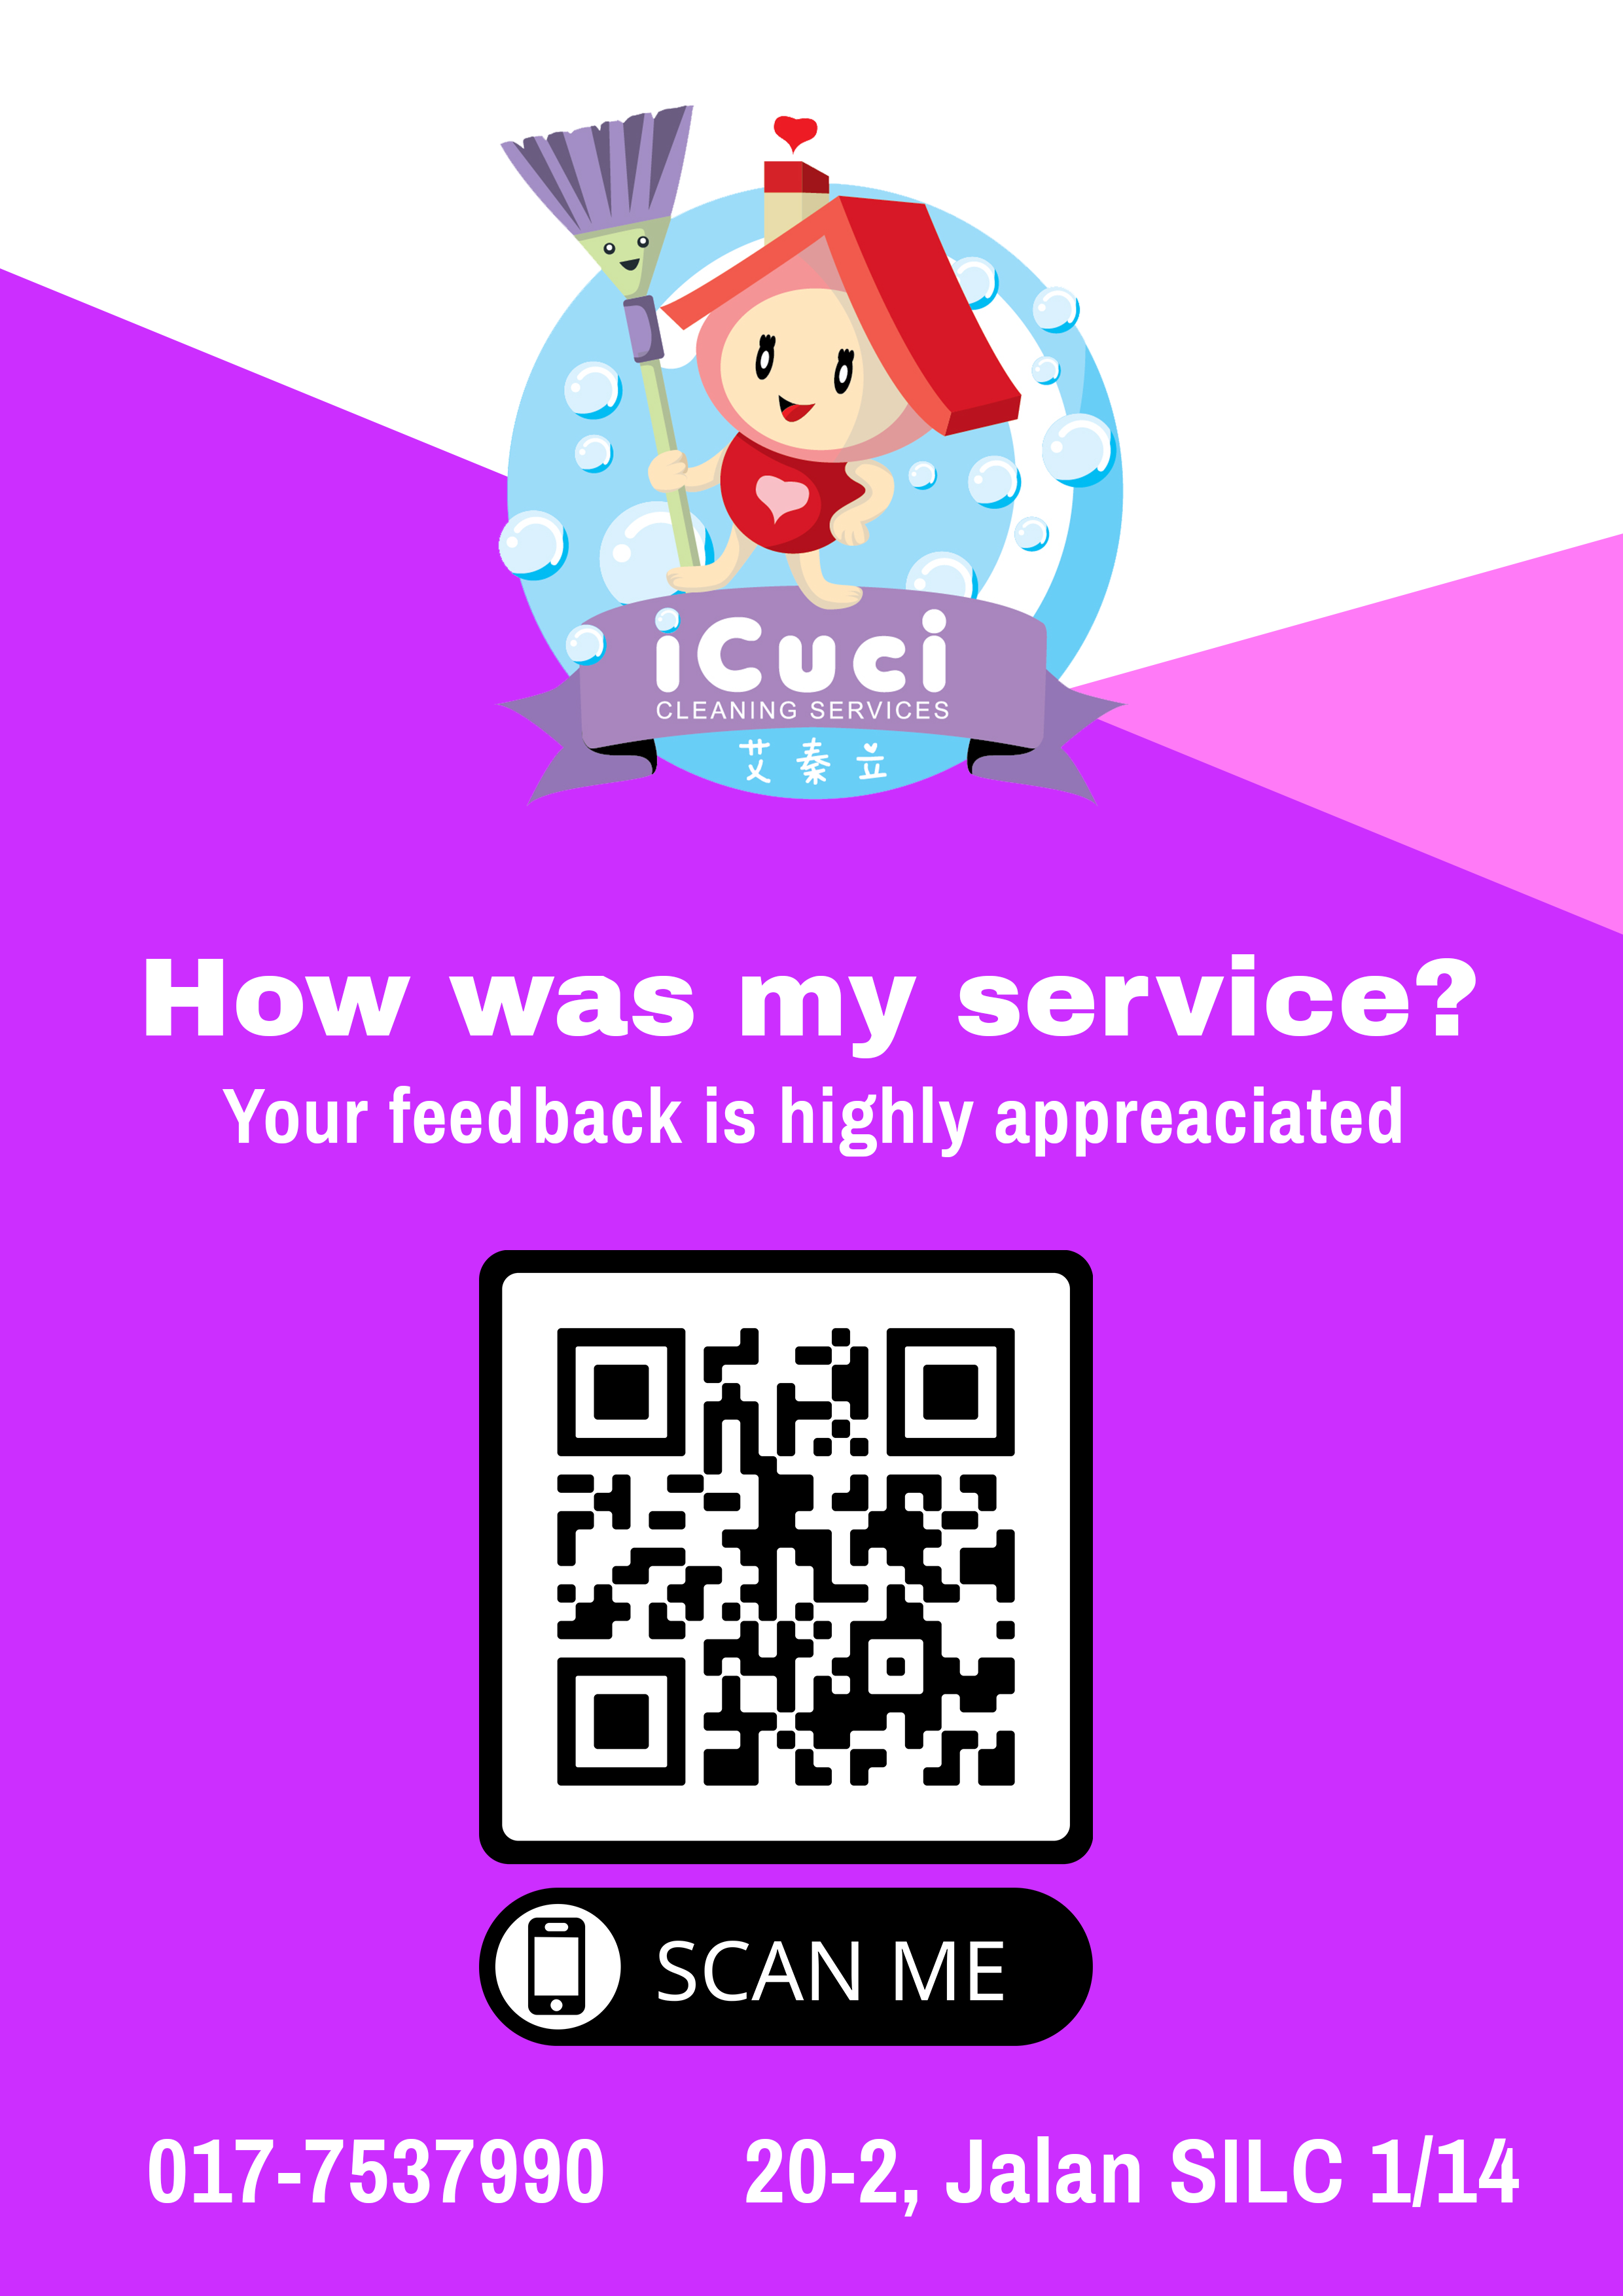 iCuci
CLEANING SERVICES
艾秦立
How was my service?
Your feedback is highly appreaciated
SCAN ME
017-7537990
20-2, Jalan SILC 1/14